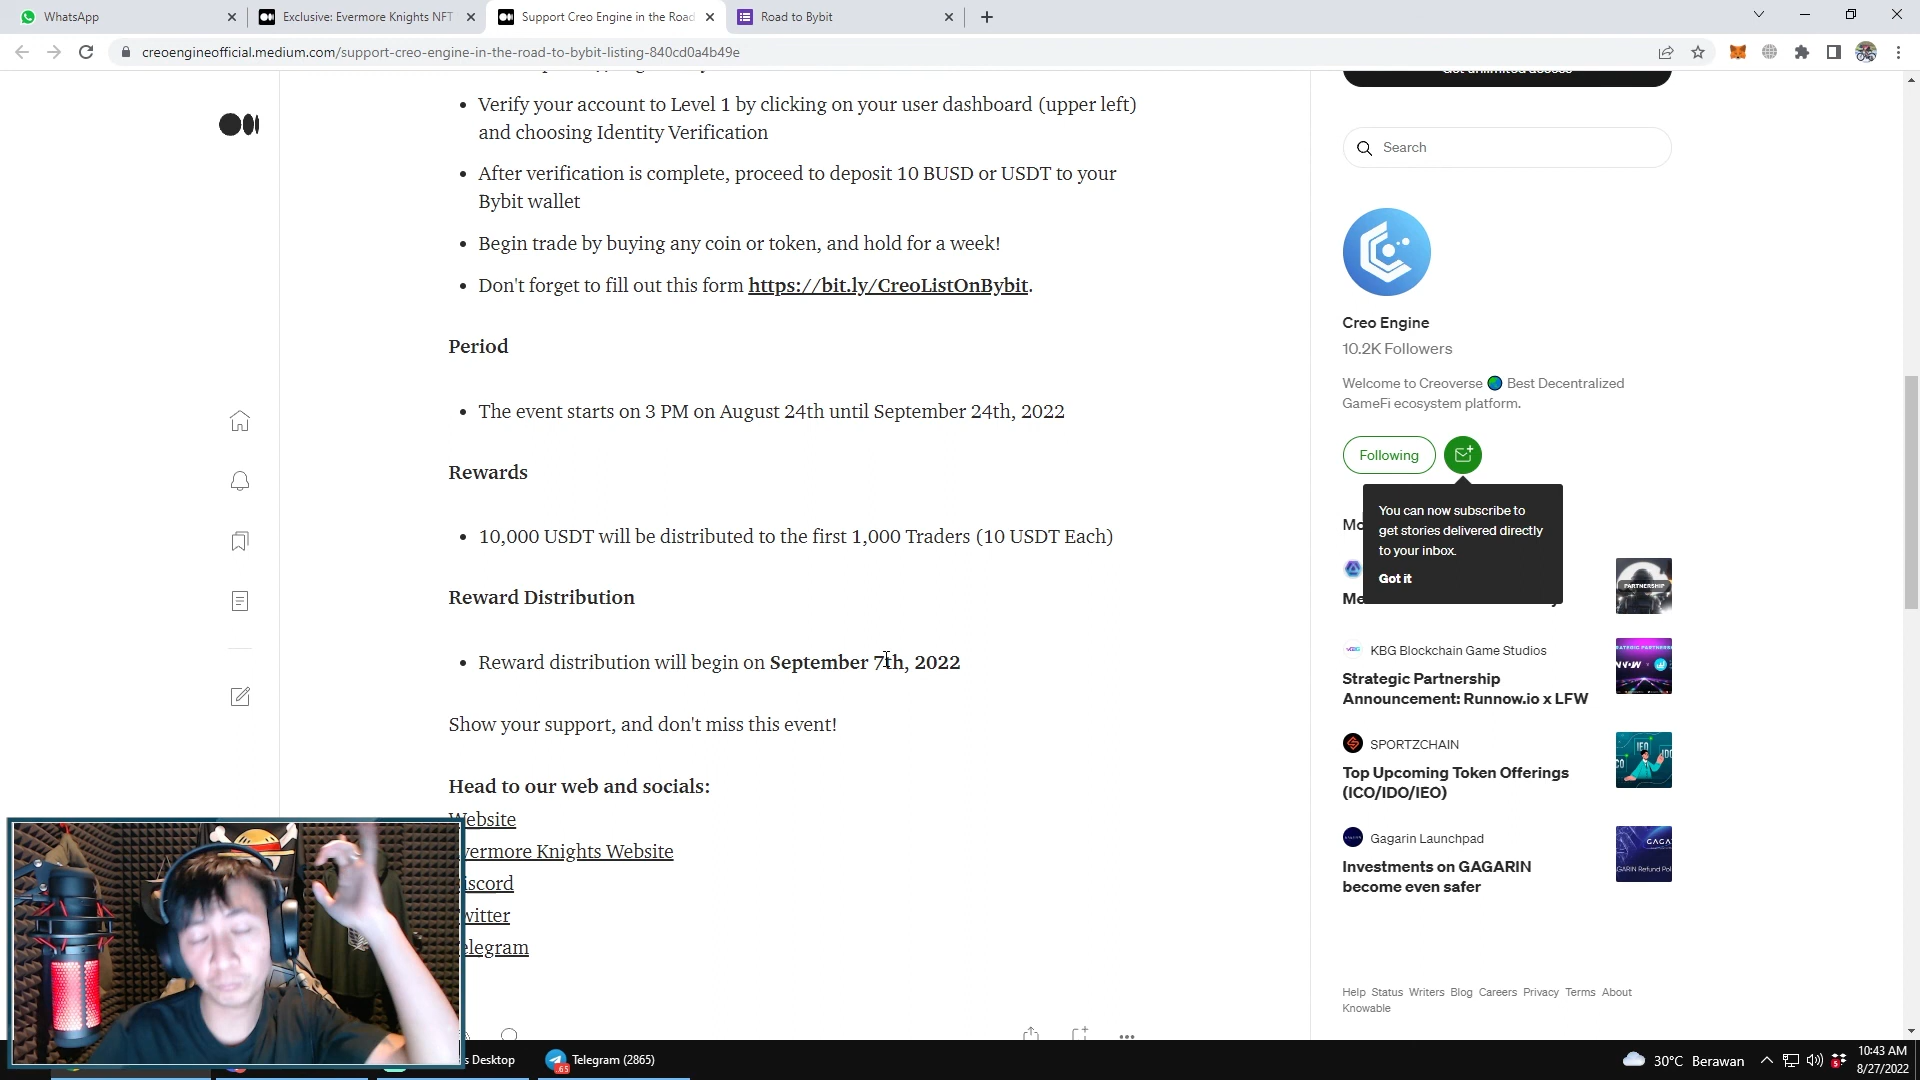 WhatsApp
Exclusive: Evermore Knights NFT
Support Creo Engine in the Road
Road to Bybit
creoengineofficial.medium.com/support-creo-engine-in-the-road-to-bybit-listing-840cd0a4b49e
Verify your account to Level 1 by clicking on your user dashboard (upper left)
and choosing Identity Verification
After verification is complete, proceed to deposit 10 BUSD or USDT to your
Bybit wallet
Begin trade by buying any coin or token, and hold for a week!
Don't forget to fill out this form https://bit.ly/CreoListOnBybit.
Period
The event starts on 3 PM on August 24th until September 24th, 2022
Rewards
10,000 USDT will be distributed to the first 1,000 Traders (10 USDT Each)
Reward Distribution
Reward distribution will begin on September 7th, 2022
Show your support, and don't miss this event!
Head to our web and socials:
Website
vermore Knights Website
iscord
witter
elegram
Search
Creo Engine
10.2K Followers
Welcome to Creoverse Best Decentralized
GameFi ecosystem platform.
Following
You can now subscribe to
get stories delivered directly
to your inbox.
Got it
Mo
Me
PARTNERSHIP
KBG Blockchain Game Studios
Strategic Partnership
Announcement: Runnow.io x LFW
SPORTZCHAIN
Top Upcoming Token Offerings
(ICO/IDO/IEO)
Gagarin Launchpad
Investments on GAGARIN
become even safer
Help Status Writers Blog Careers Privacy Terms About
Knowable
s Desktop
Telegram (2865)
30°C Berawan
10:43 AM
8/27/2022